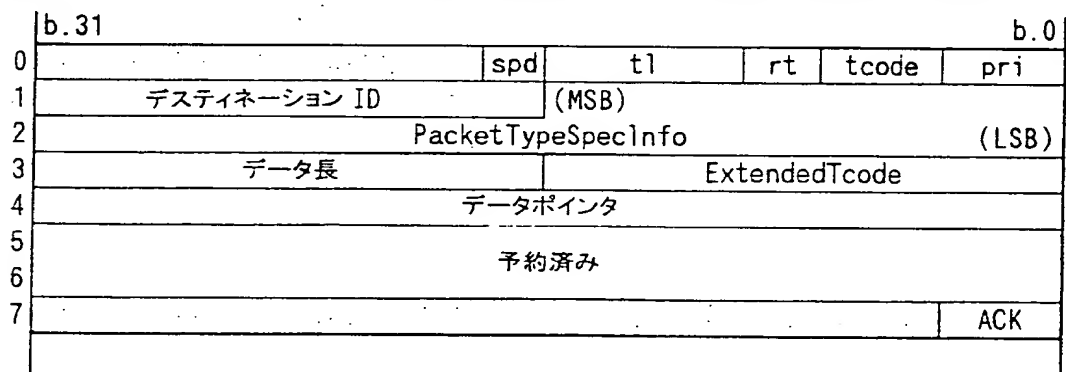 b.31 b.0
0 spd tl rt tcode pri
1 デスティネーション ID (MSB)
2 PacketTypeSpecInfo (LSB)
3 データ長 ExtendedTcode
4 データポインタ
5
予約済み
6
7 ACK